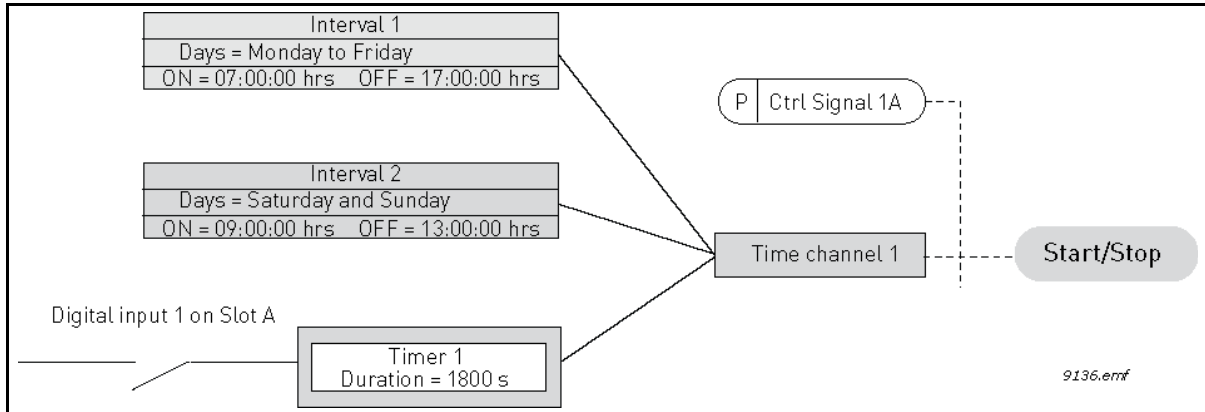 Interval 1
Days = Monday to Friday
ON = 07:00:00 hrs OFF = 17:00:00 hrs
P Ctrl Signal 1A
Interval 2
Days = Saturday and Sunday
ON = 09:00:00 hrs OFF = 13:00:00 hrs
Time channel 1
Start/Stop
Digital input 1 on Slot A
Timer 1
Duration = 1800 s
9136.emf